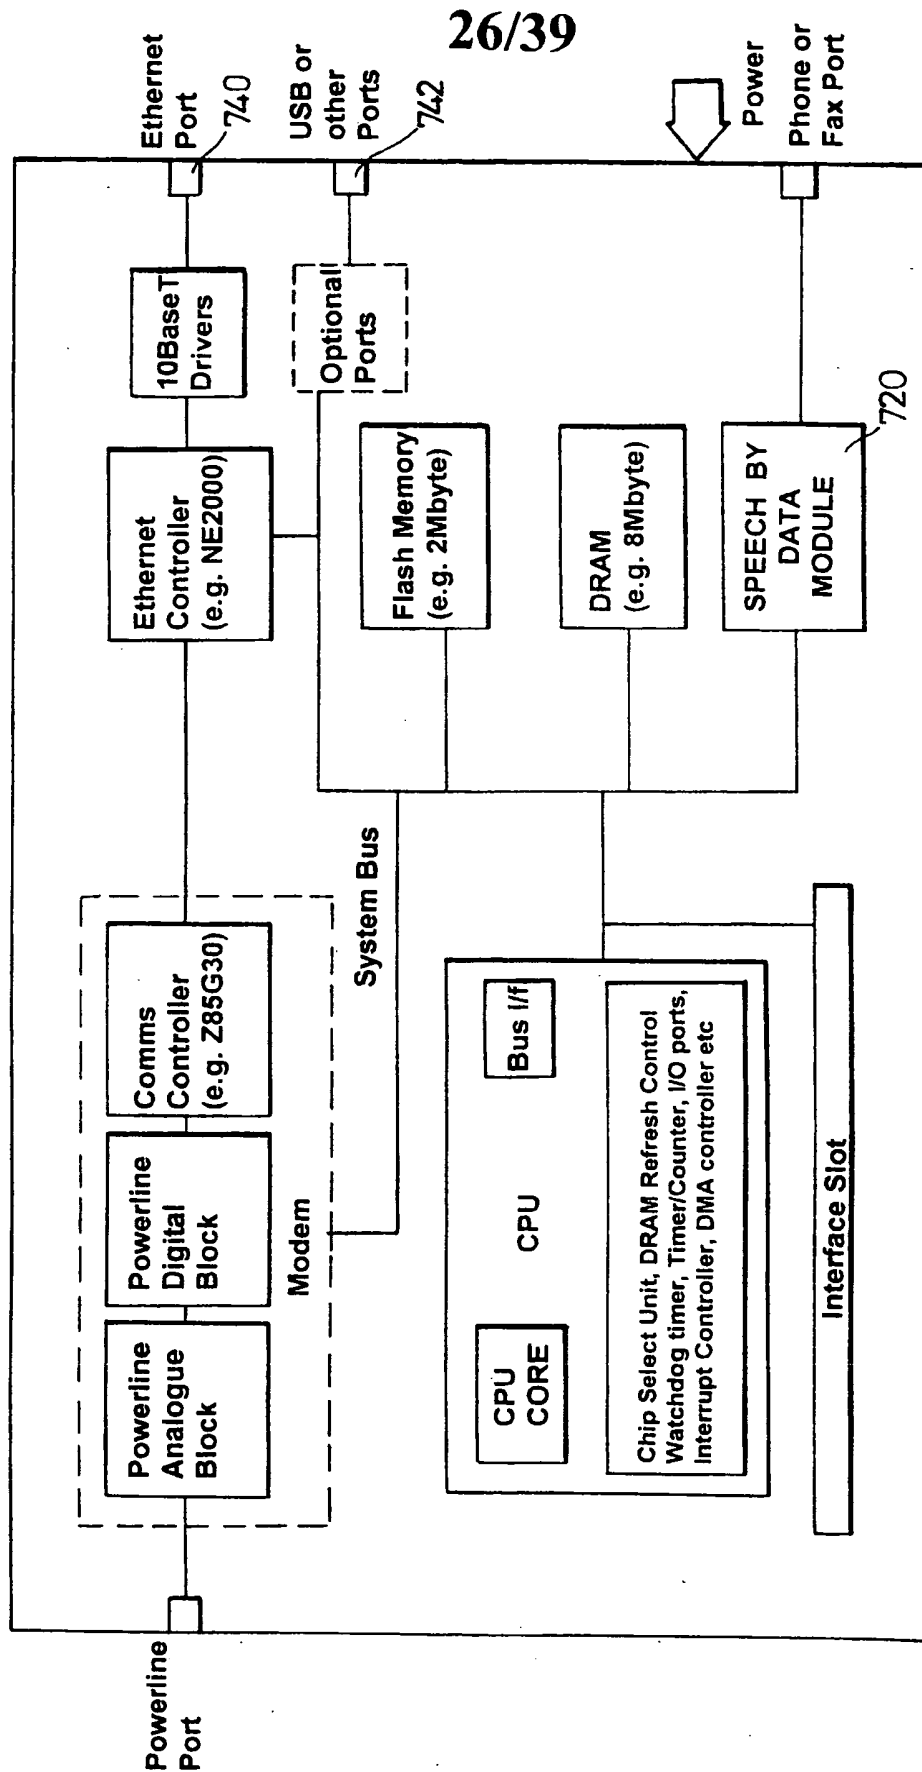 26/39
Powerline
Port
Powerline
Analogue
Block
Powerline
Digital
Block
Comms
Controller
(e.g. Z85G30)
Modem
Ethernet
Controller
(e.g. NE2000)
10BaseT
Drivers
Ethernet
Port
740
USB or
other
Ports
742
Optional
Ports
System Bus
Flash Memory
(e.g. 2Mbyte)
DRAM
(e.g. 8Mbyte)
SPEECH BY
DATA
MODULE
720
Power
Phone or
Fax Port
CPU
CORE
CPU
Bus I/f
Chip Select Unit, DRAM Refresh Control
Watchdog timer, Timer/Counter, I/O ports,
Interrupt Controller, DMA controller etc
Interface Slot